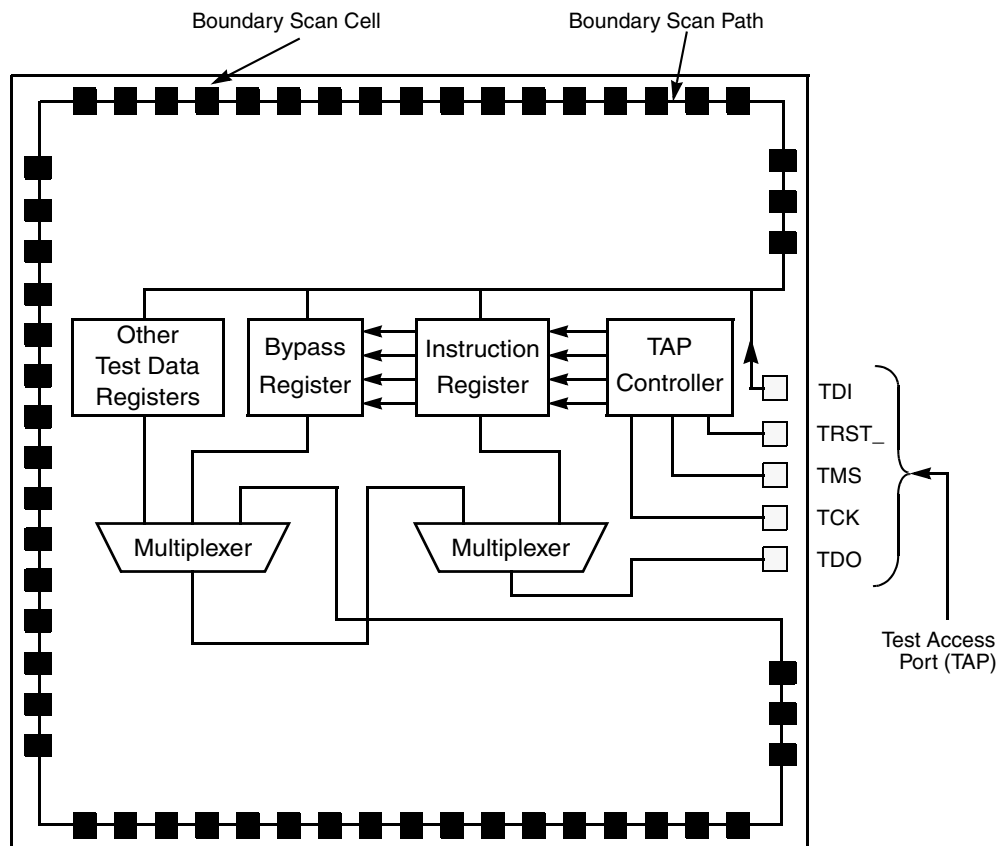 Boundary Scan Cell
Boundary Scan Path
Other
Test Data
Registers
Bypass
Register
Instruction
Register
TAP
Controller
TDI
TRST_
TMS
TCK
TDO
Multiplexer
Multiplexer
Test Access
Port (TAP)